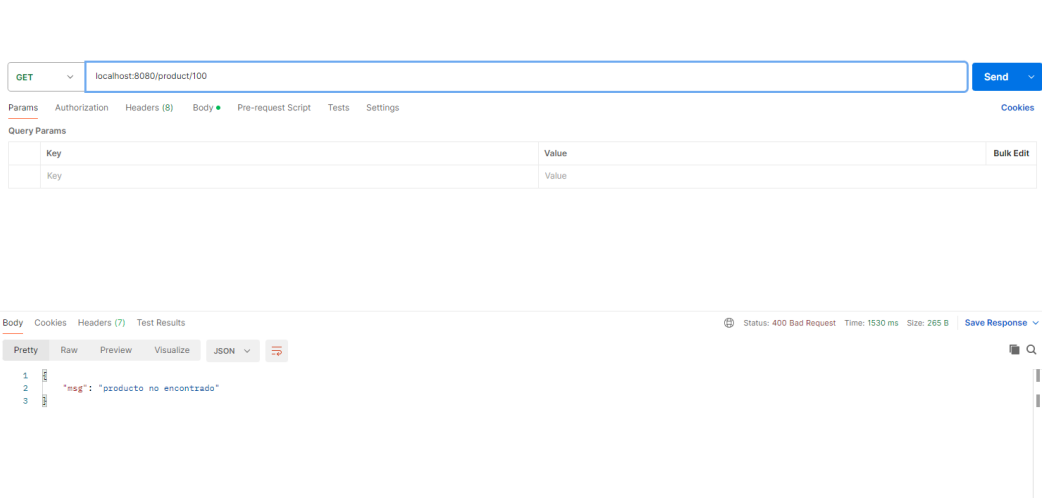 GET localhost:8080/product/100 Send
Params Authorization Headers (8) Body Pre-request Script Tests Settings Cookies
Query Params
Key Value Bulk Edit
Key Value
Body Cookies Headers (7) Test Results Status: 400 Bad Request Time: 1530 ms Size: 265 B Save Response
Pretty Raw Preview Visualize JSON
1 {
2 "msg": "producto no encontrado"
3 }